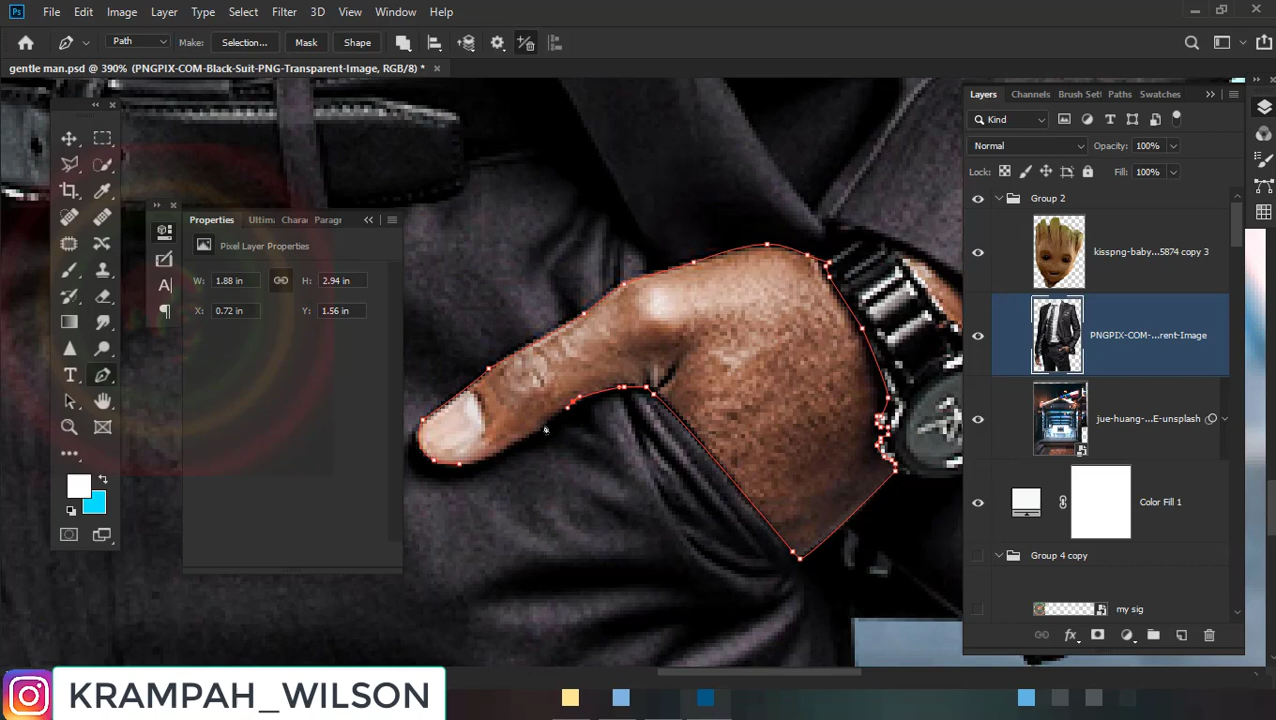 Ps File Edit Image Layer Type Select Filter 3D View Window Help
Path Make: Selection... Mask Shape
gentle man.psd @ 390% (PNGPIX-COM-Black-Suit-PNG-Transparent-Image, RGB/8) *
Layers Channels Brush Set Paths Swatches
Kind
Normal Opacity: 100%
Lock: Fill: 100%
Group 2
kisspng-baby...5874 copy 3
PNGPIX-COM-...rent-Image
jue-huang-...E-unsplash
Color Fill 1
Group 4 copy
my sig
Properties Ultim Chara Paragr
Pixel Layer Properties
W: 1.88 in H: 2.94 in
X: 0.72 in Y: 1.56 in
KRAMPAH_WILSON